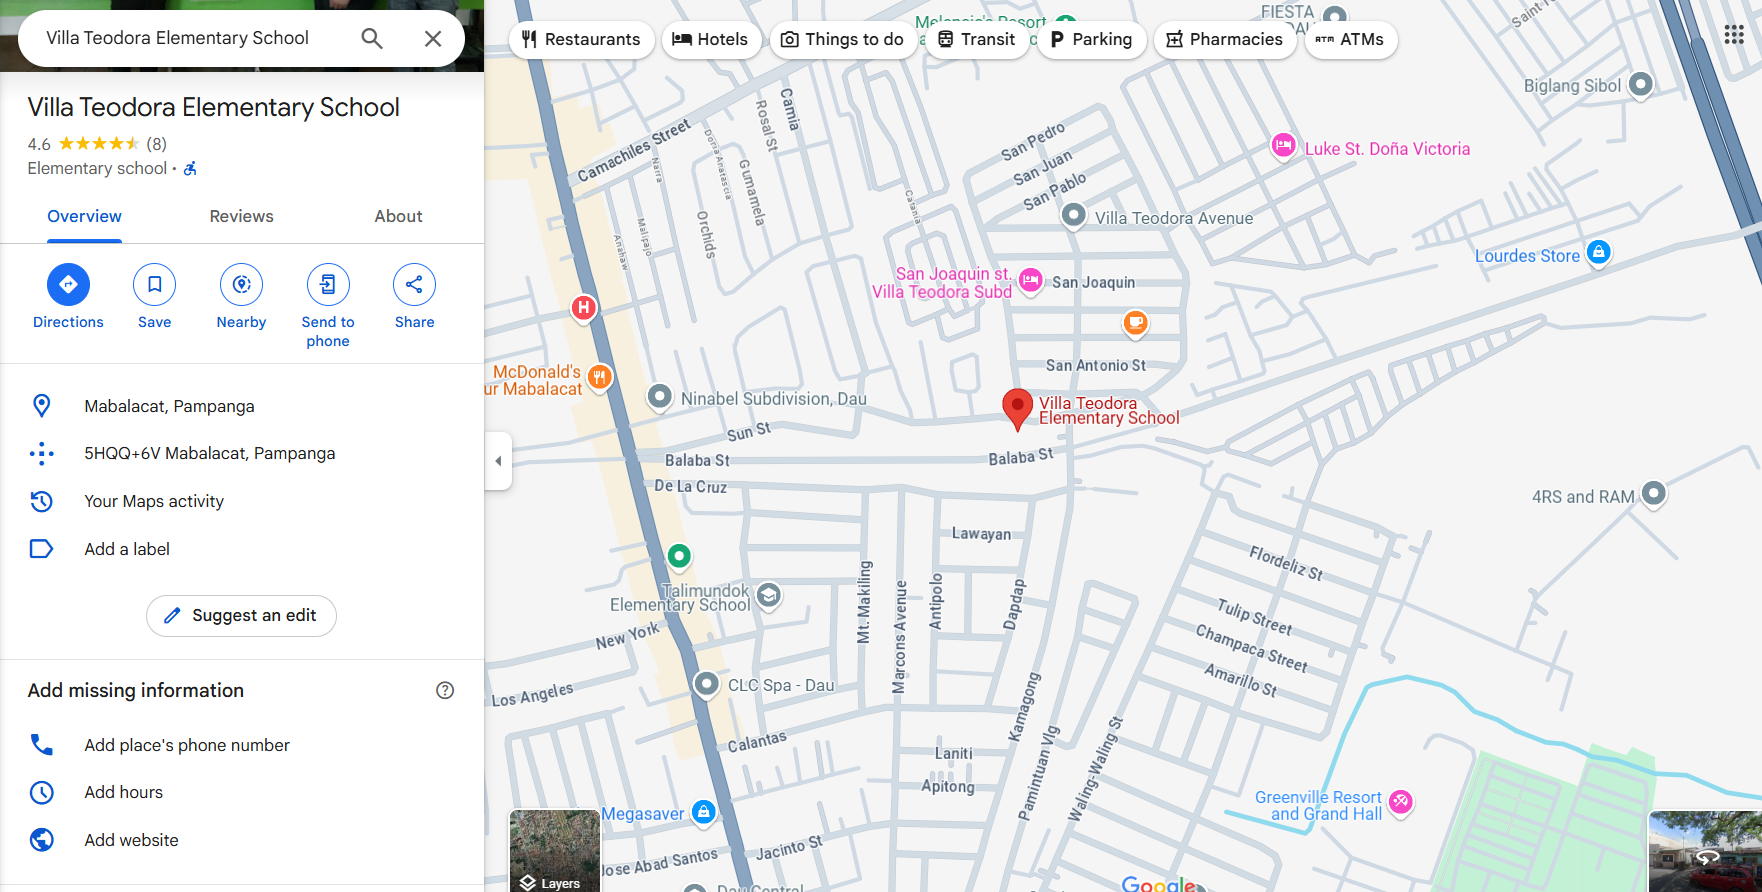 Villa Teodora Elementary School
Villa Teodora Elementary School
4.6 (8)
Elementary school ·
Overview
Reviews
About
Directions
Save
Nearby
Send to
phone
Share
Mabalacat, Pampanga
5HQQ+6V Mabalacat, Pampanga
Your Maps activity
Add a label
Suggest an edit
Add missing information
Add place's phone number
Add hours
Add website
Restaurants
Hotels
Things to do
Transit
Parking
Pharmacies
ATM ATMs
FIESTA
Biglang Sibol
Luke St. Doña Victoria
Camachiles Street
Narra
Doña Anatascia
Rosal St
Camia
Gumamela
Orchids
Malipajo
Anahaw
Catania
San Pedro
San Juan
San Pablo
Villa Teodora Avenue
Lourdes Store
San Joaquin st.
Villa Teodora Subd
San Joaquin
H
San Antonio St
McDonald's
ur Mabalacat
Ninabel Subdivision, Dau
Villa Teodora
Elementary School
Sun St
Balaba St
Balaba St
De La Cruz
4RS and RAM
Lawayan
Flordeliz St
Talimundok
Elementary School
Mt. Makiling
Marcons Avenue
Antipolo
Dapdap
Tulip Street
Champaca Street
Amarillo St
New York
Los Angeles
CLC Spa - Dau
Calantas
Kamagong
Pamintuan Vlg
Waling-Waling St
Laniti
Apitong
Greenville Resort
and Grand Hall
Megasaver
Jose Abad Santos
Jacinto St
Dau Central
Layers
Google